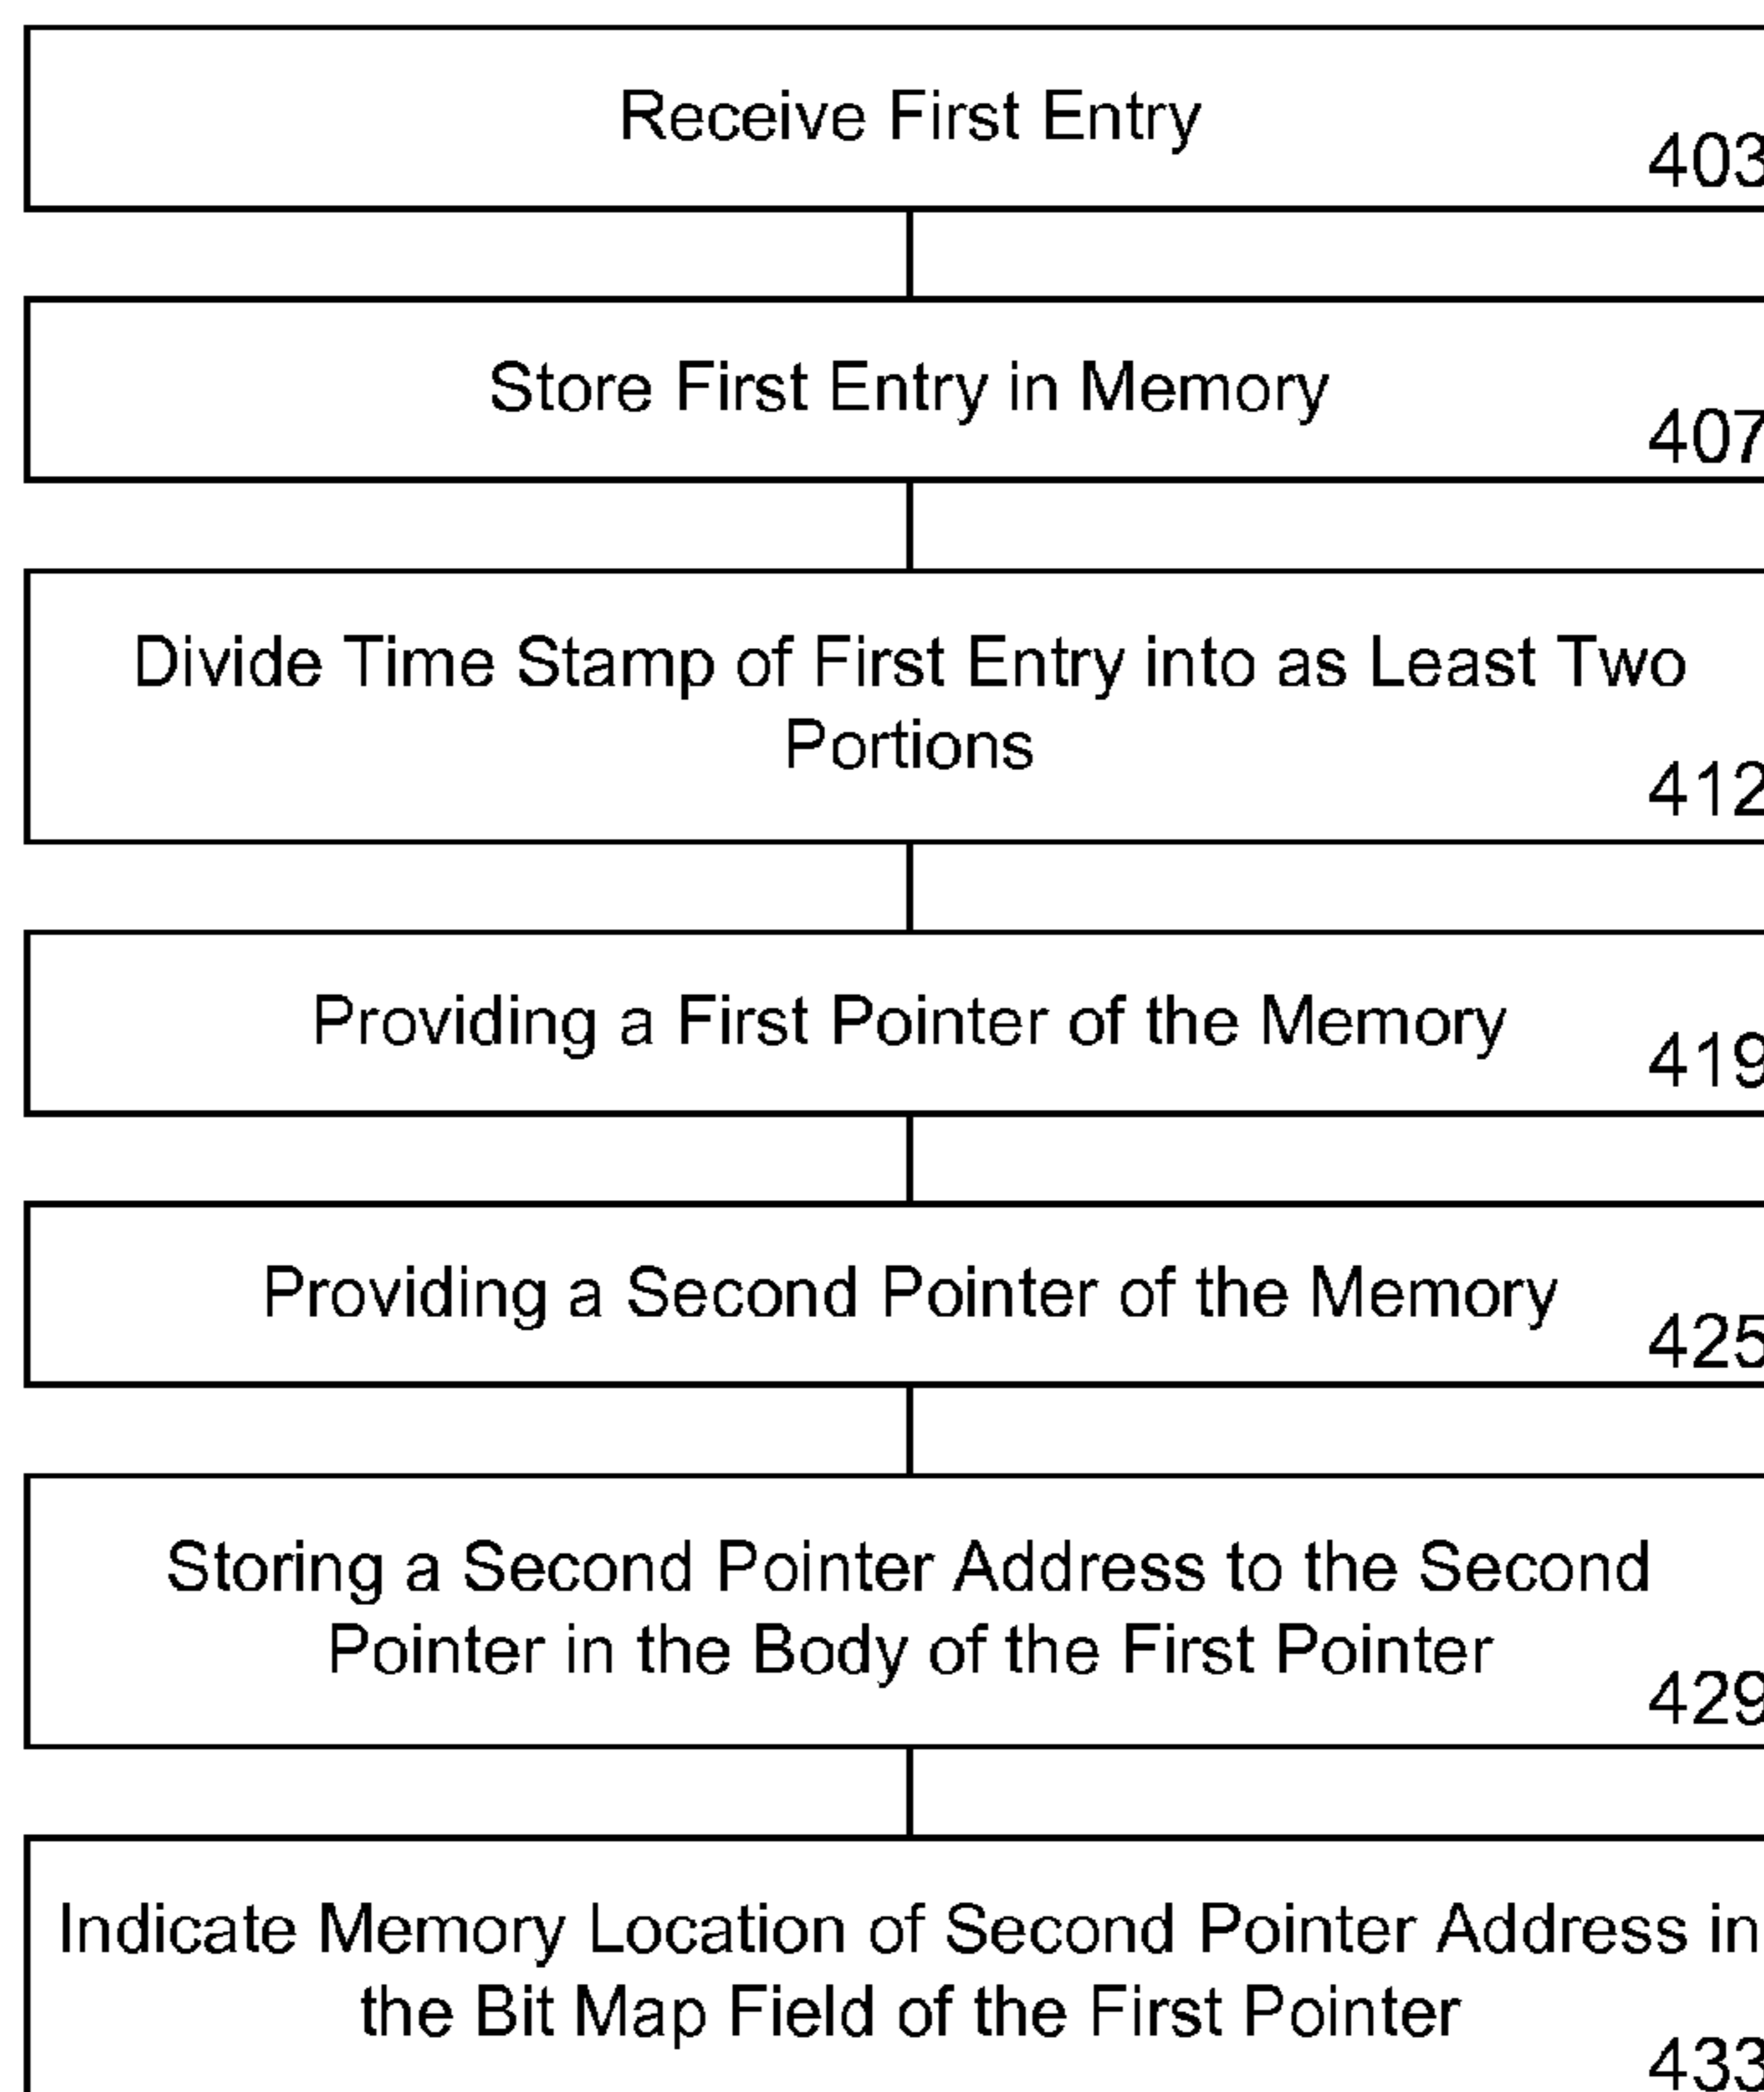 Receive First Entry
403
Store First Entry in Memory
407
Divide Time Stamp of First Entry into as Least Two
Portions
412
Providing a First Pointer of the Memory
419
Providing a Second Pointer of the Memory
425
Storing a Second Pointer Address to the Second
Pointer in the Body of the First Pointer
429
Indicate Memory Location of Second Pointer Address in
the Bit Map Field of the First Pointer
433